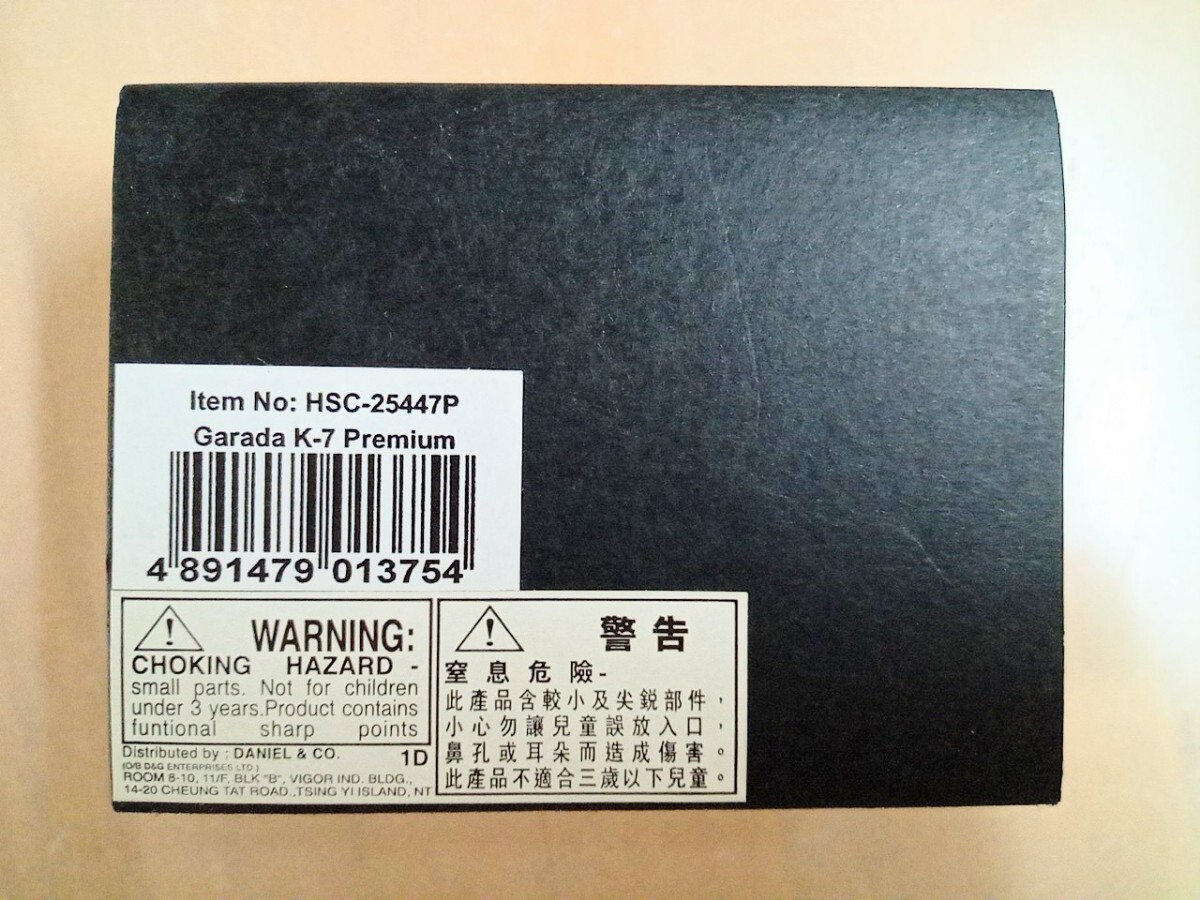 Item No: HSC-25447P
Garada K-7 Premium
4 891479 013754
WARNING:
CHOKING HAZARD -
small parts. Not for children
under 3 years.Product contains
funtional sharp points
Distributed by : DANIEL & CO. 1D
(O/B D&G ENTERPRISES LTD)
ROOM 8-10, 11/F, BLK "B", VIGOR IND. BLDG.,
14-20 CHEUNG TAT ROAD.,TSING YI ISLAND, NT
警告
窒息危險-
此產品含較小及尖銳部件，
小心勿讓兒童誤放入口，
鼻孔或耳朵而造成傷害。
此產品不適合三歲以下兒童。